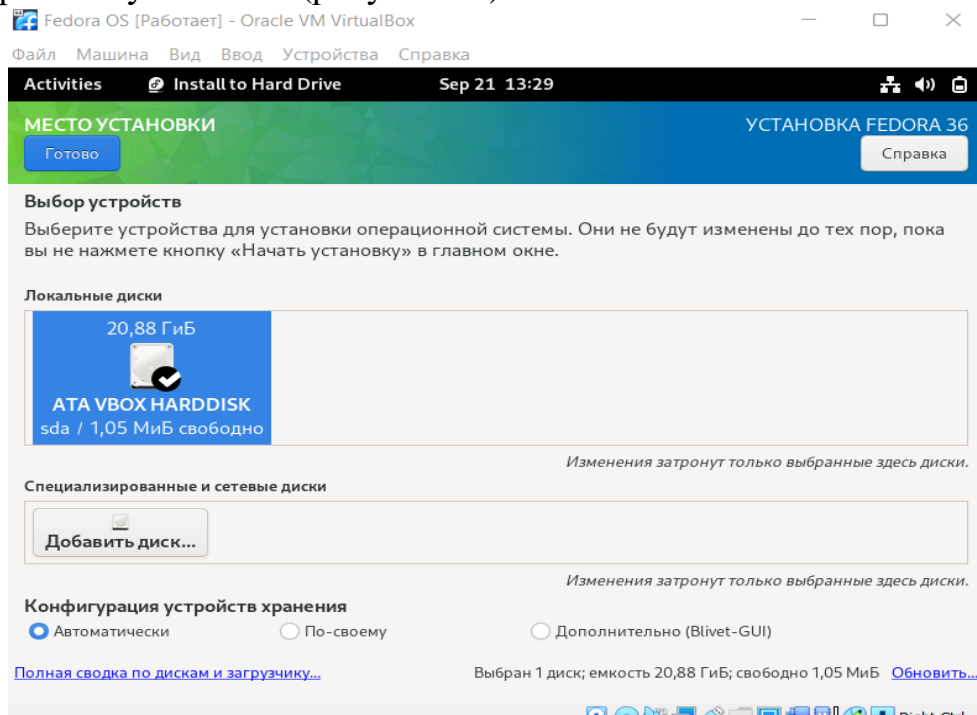 Fedora OS [Работает] - Oracle VM VirtualBox
Файл Машина Вид Ввод Устройства Справка
Activities Install to Hard Drive Sep 21 13:29
МЕСТО УСТАНОВКИ УСТАНОВКА FEDORA 36
Готово Справка
Выбор устройств
Выберите устройства для установки операционной системы. Они не будут изменены до тех пор, пока
вы не нажмете кнопку «Начать установку» в главном окне.
Локальные диски
20,88 ГиБ
ATA VBOX HARDDISK
sda / 1,05 МиБ свободно
Изменения затронут только выбранные здесь диски.
Специализированные и сетевые диски
Добавить диск...
Изменения затронут только выбранные здесь диски.
Конфигурация устройств хранения
Автоматически По-своему Дополнительно (Blivet-GUI)
Полная сводка по дискам и загрузчику... Выбран 1 диск; емкость 20,88 ГиБ; свободно 1,05 МиБ Обновить...
Right Ctrl